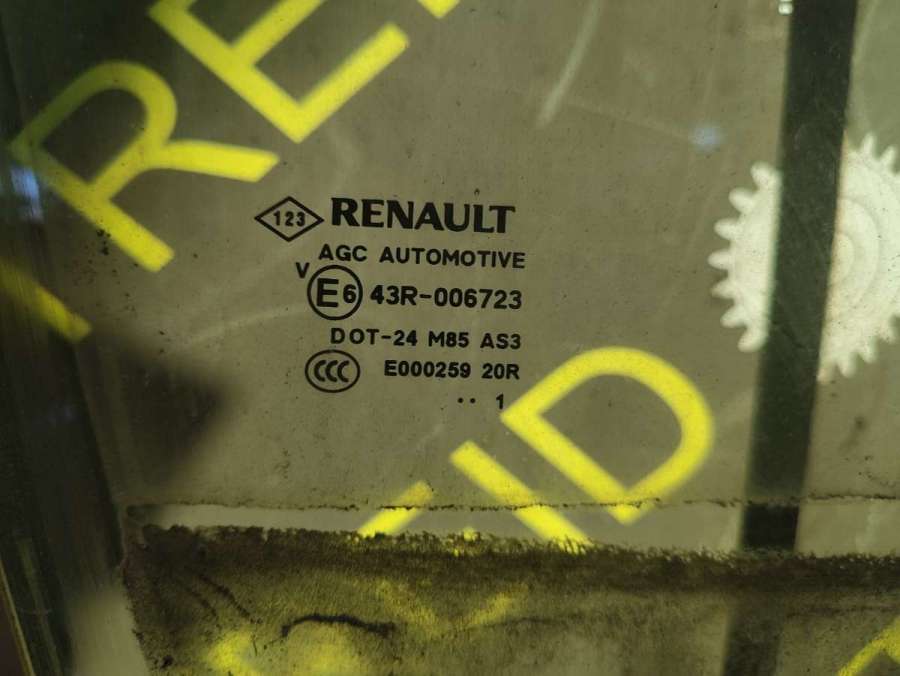 123 RENAULT
AGC AUTOMOTIVE
V
E6 43R-006723
DOT-24 M85 AS3
CCC E000259 20R
.. 1